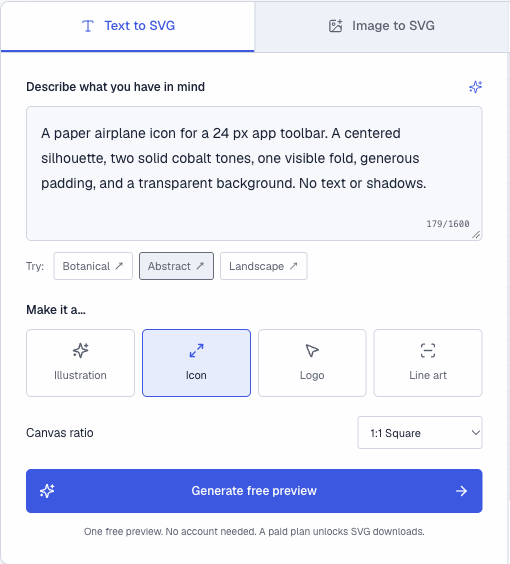 Text to SVG
Image to SVG
Describe what you have in mind
A paper airplane icon for a 24 px app toolbar. A centered
silhouette, two solid cobalt tones, one visible fold, generous
padding, and a transparent background. No text or shadows.
179/1600
Try: Botanical ↗ Abstract ↗ Landscape ↗
Make it a...
Illustration Icon Logo Line art
Canvas ratio 1:1 Square
Generate free preview
One free preview. No account needed. A paid plan unlocks SVG downloads.